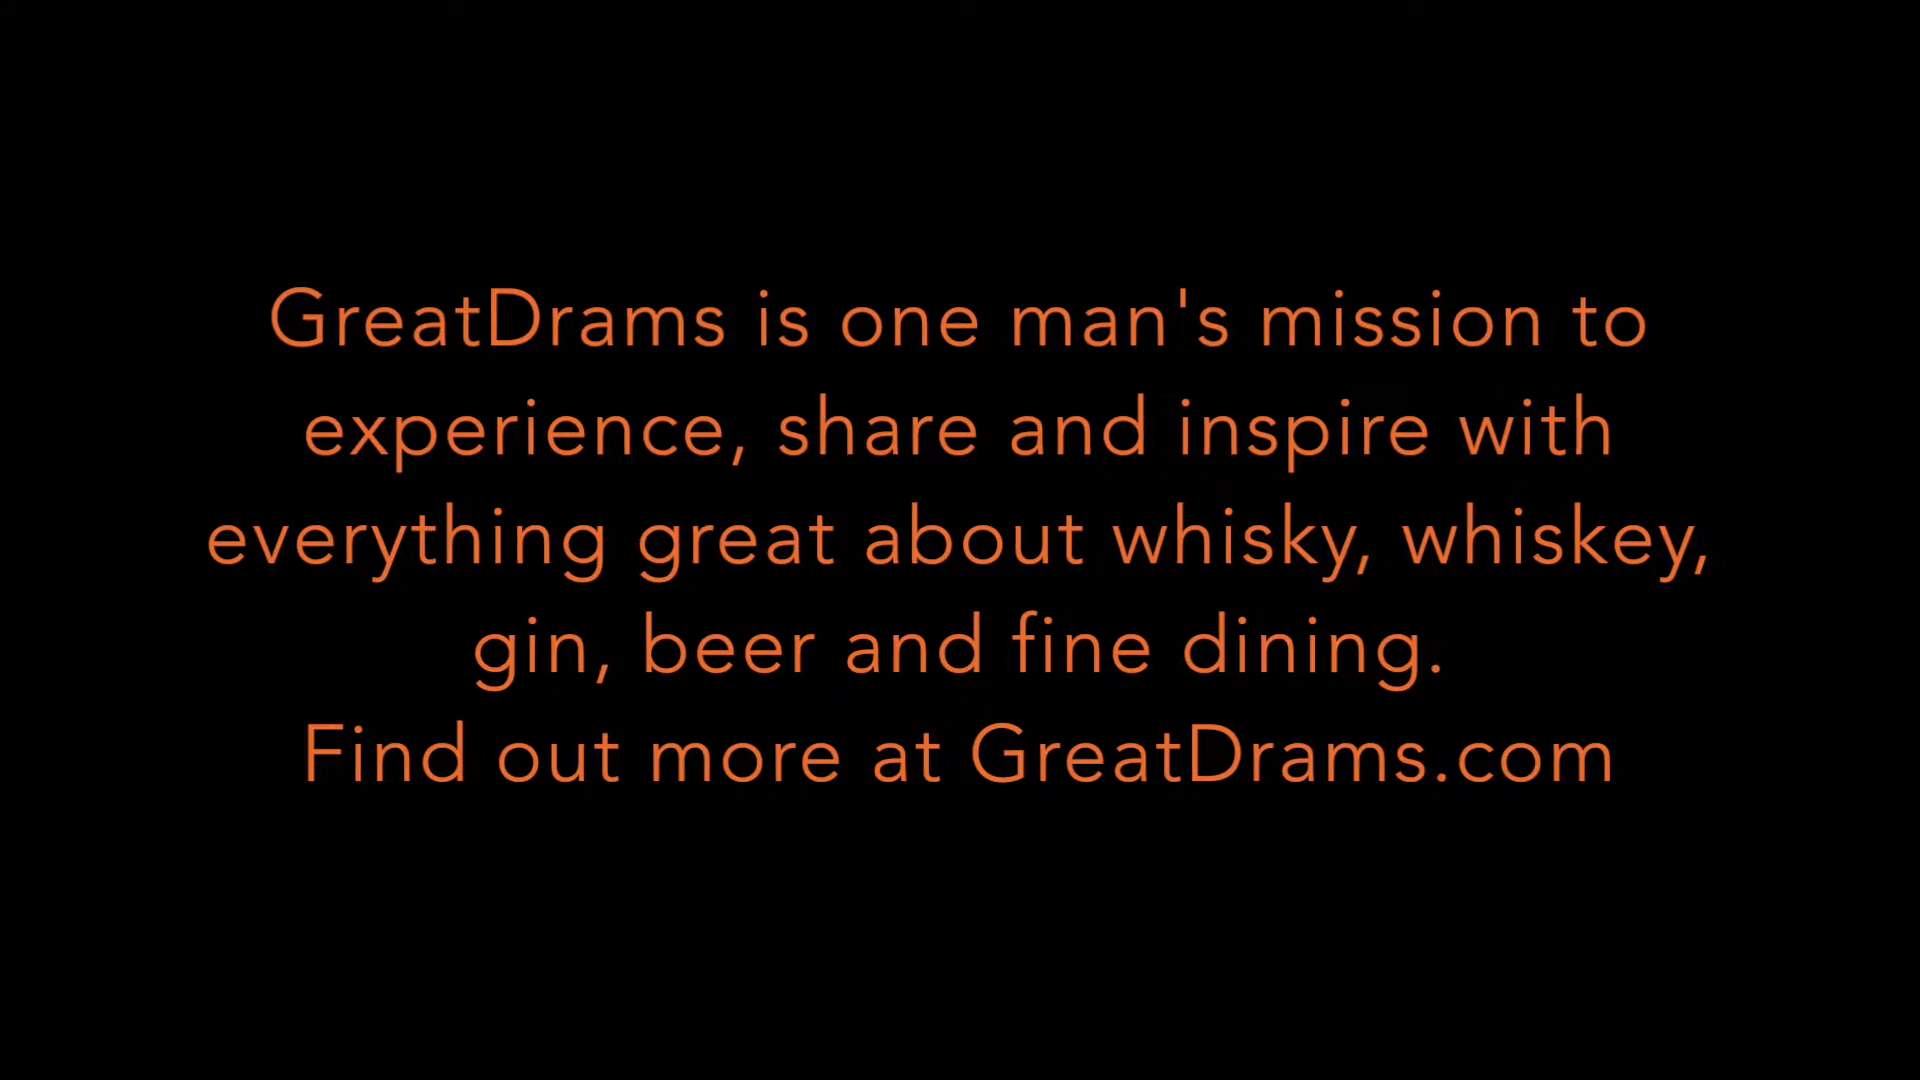 GreatDrams is one man's mission to
experience, share and inspire with
everything great about whisky, whiskey,
gin, beer and fine dining.
Find out more at GreatDrams.com